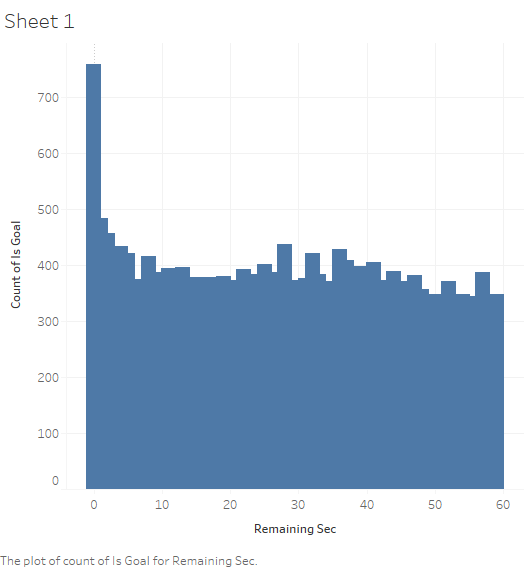 Sheet 1
700
600
500
400
300
200
100
0
Count of Is Goal
0 10 20 30 40 50 60
Remaining Sec
The plot of count of Is Goal for Remaining Sec.